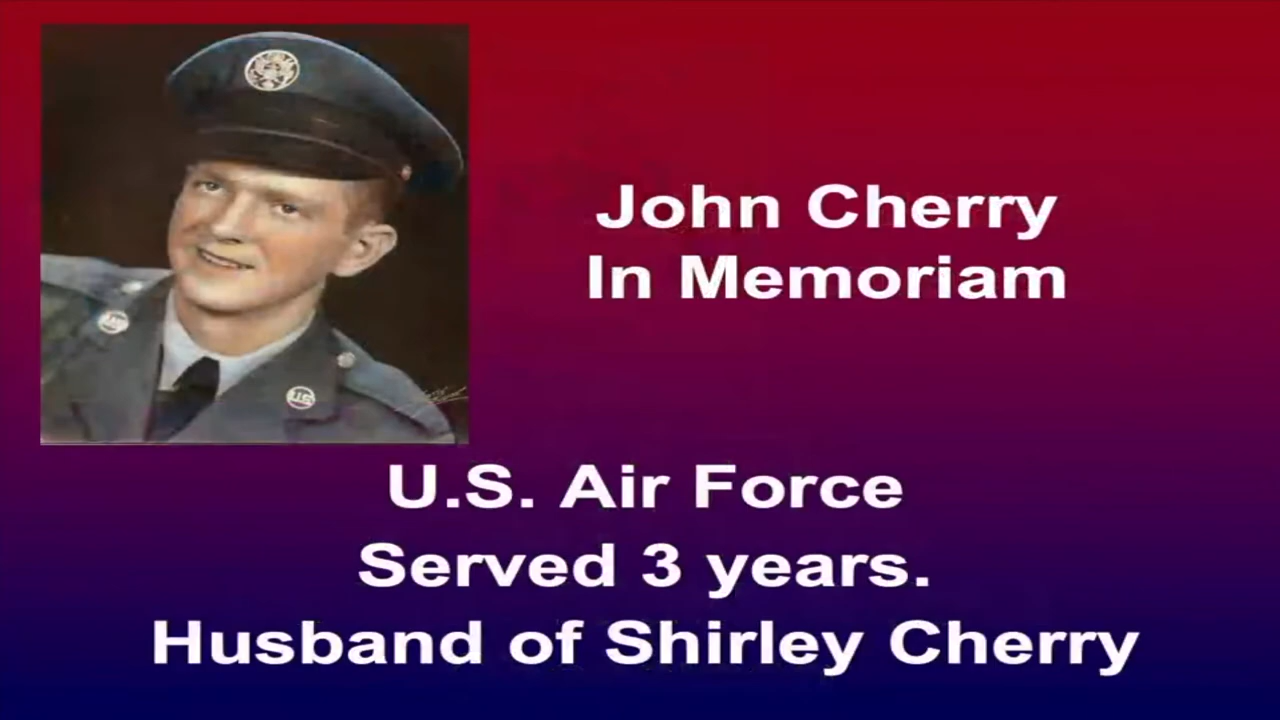 John Cherry
In Memoriam
U.S.
U.S. Air Force
Served 3 years.
Husband of Shirley Cherry